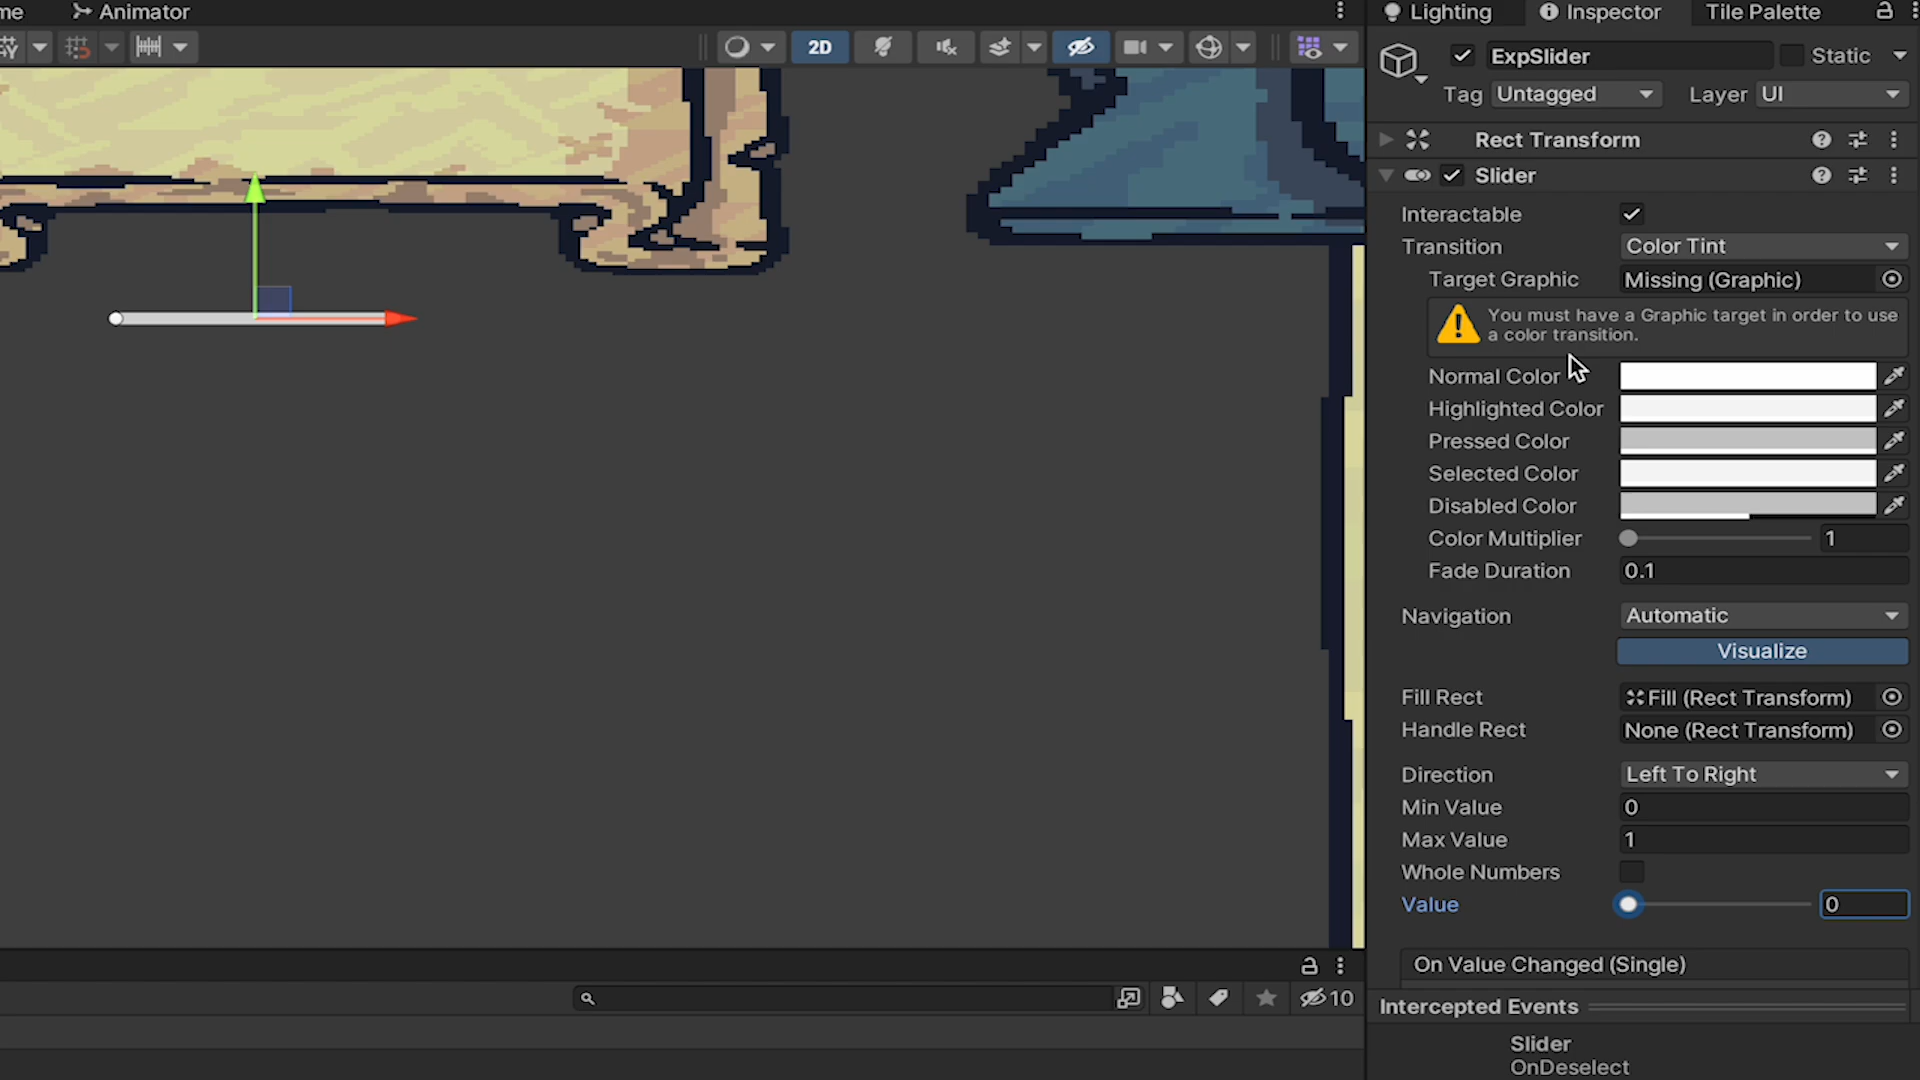 me
Animator
Lighting
Inspector
Tile Palette
2D
ExpSlider
Static
Tag
Untagged
Layer
UI
Rect Transform
Slider
Interactable
Transition
Color Tint
Target Graphic
Missing (Graphic)
You must have a Graphic target in order to use
a color transition.
Normal Color
Highlighted Color
Pressed Color
Selected Color
Disabled Color
Color Multiplier
1
Fade Duration
0.1
Navigation
Automatic
Visualize
Fill Rect
Fill (Rect Transform)
Handle Rect
None (Rect Transform)
Direction
Left To Right
Min Value
0
Max Value
1
Whole Numbers
Value
0
On Value Changed (Single)
10
Intercepted Events
Slider
OnDeselect